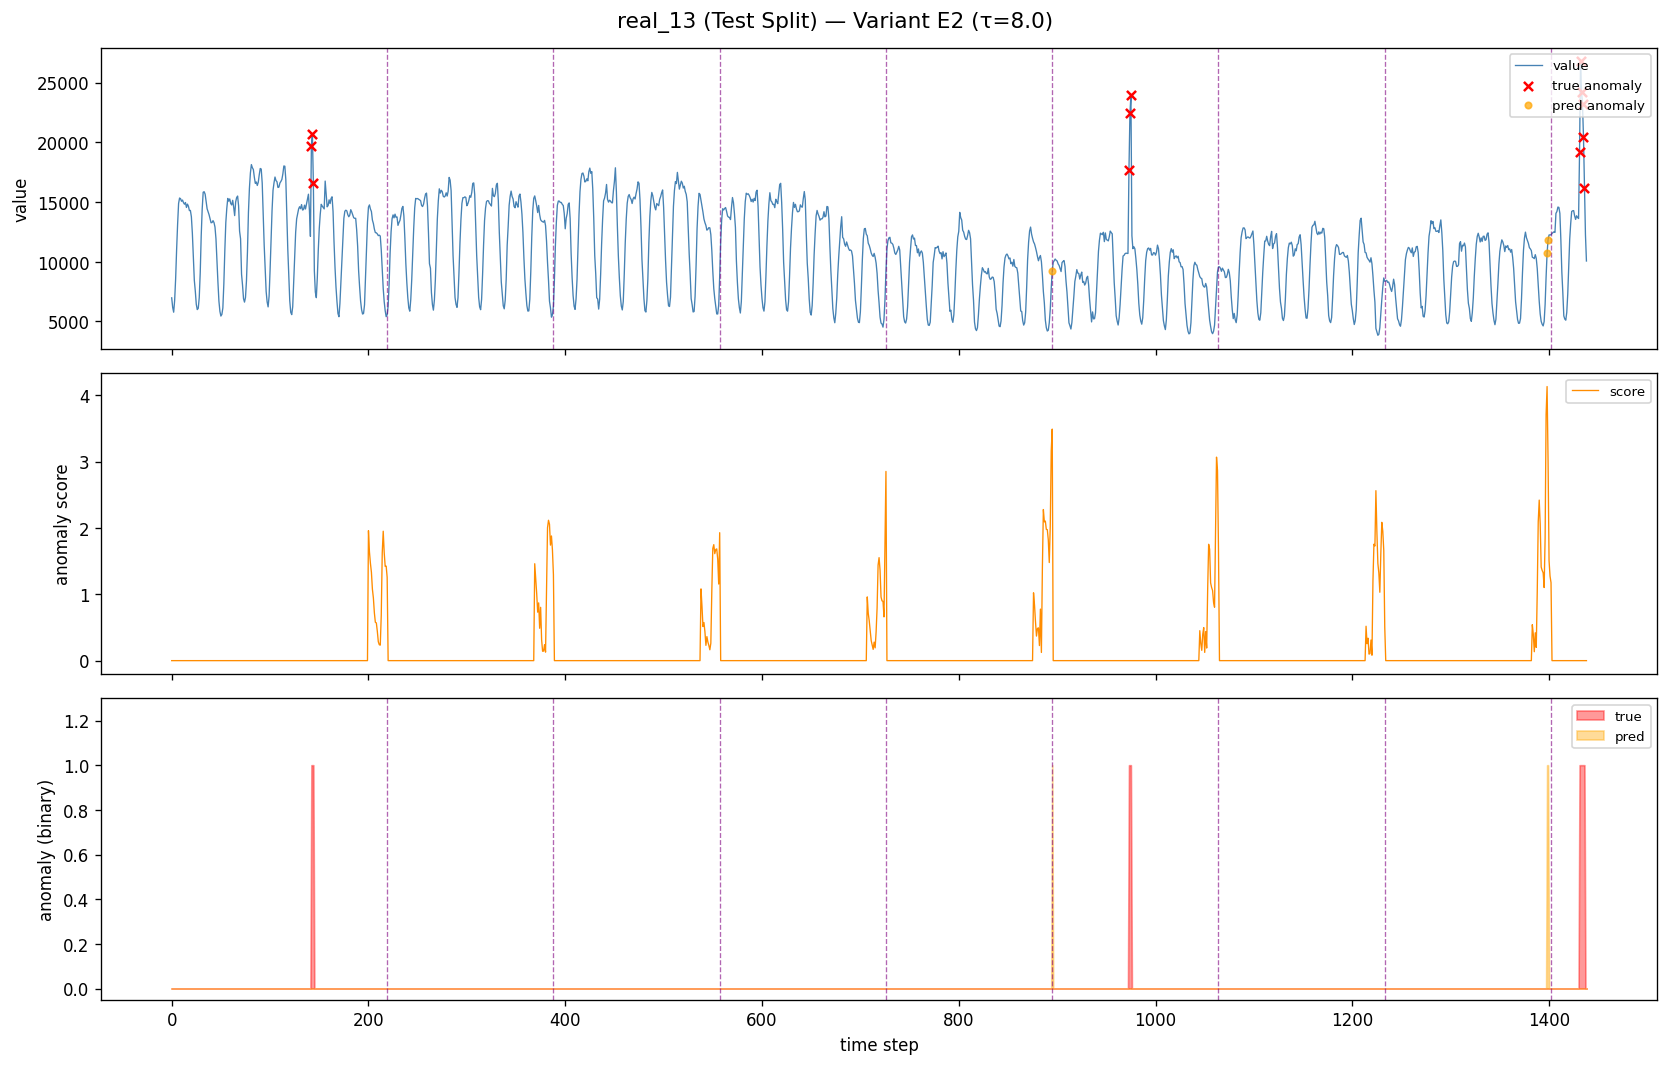 real_13 (Test Split) — Variant E2 (τ=8.0)
value
25000
20000
15000
10000
5000
value
true anomaly
pred anomaly
anomaly score
4
3
2
1
0
score
anomaly (binary)
1.2
1.0
0.8
0.6
0.4
0.2
0.0
true
pred
0
200
400
600
800
1000
1200
1400
time step